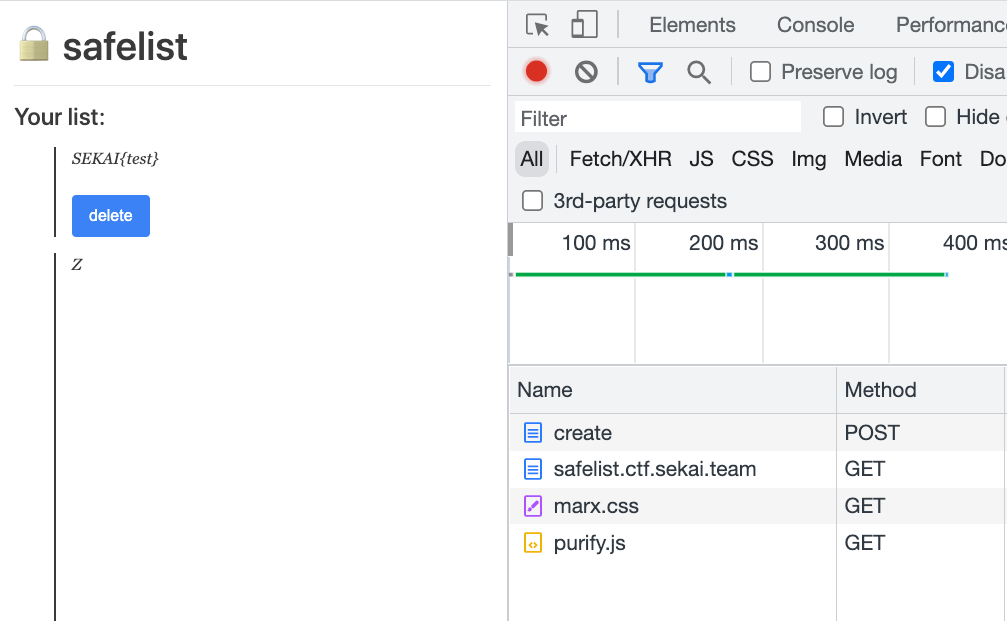 🔒 safelist
Your list:
SEKAI{test}
delete
Z
Elements Console Performanc
Preserve log Disa
Filter Invert Hide
All Fetch/XHR JS CSS Img Media Font Do
3rd-party requests
100 ms 200 ms 300 ms 400 ms
Name Method
create POST
safelist.ctf.sekai.team GET
marx.css GET
purify.js GET